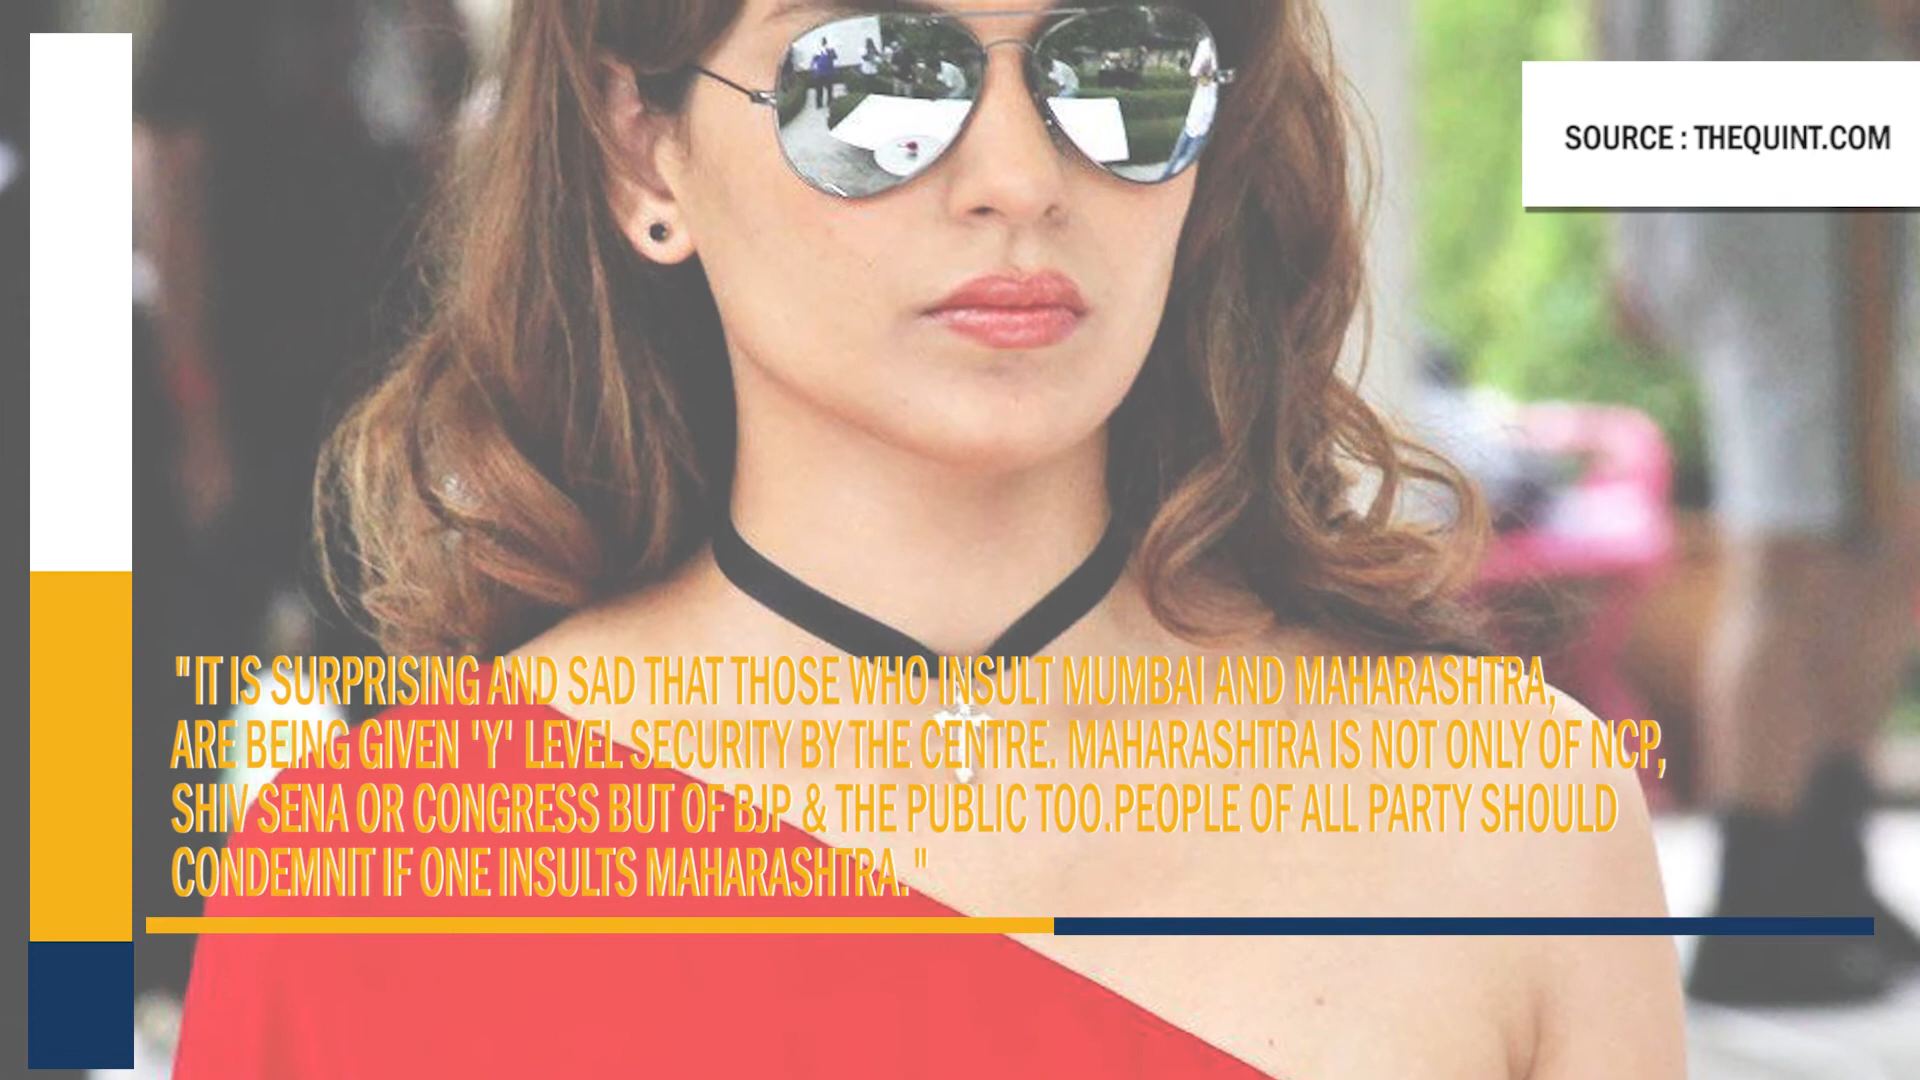 SOURCE : THEQUINT.COM
"IT IS SURPRISING AND SAD THAT THOSE WHO INSULT MUMBAI AND MAHARASHTRA,
ARE BEING GIVEN 'Y' LEVEL SECURITY BY THE CENTRE. MAHARASHTRA IS NOT ONLY OF NCP,
SHIV SENA OR CONGRESS BUT OF BJP & THE PUBLIC TOO.PEOPLE OF ALL PARTY SHOULD
CONDEMNIT IF ONE INSULTS MAHARASHTRA."